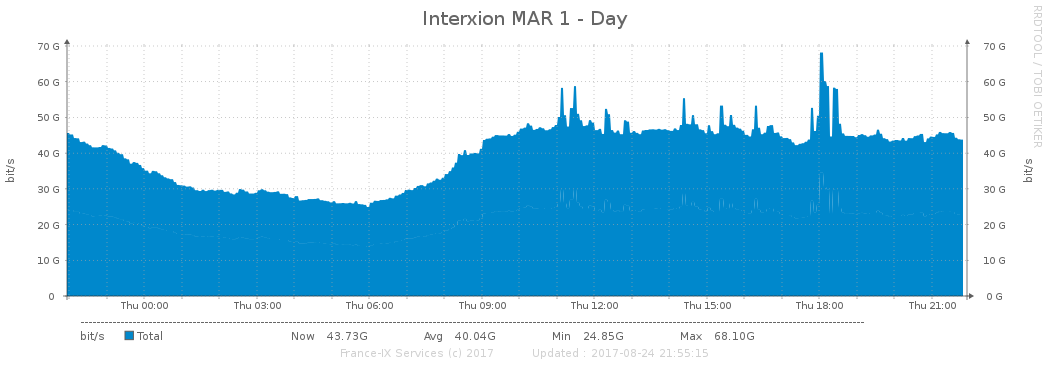 Interxion MAR 1 - Day
RRDTOOL / TOBI OETIKER
bit/s
70 G
60 G
50 G
40 G
30 G
20 G
10 G
0
70 G
60 G
50 G
40 G
30 G
20 G
10 G
0 G
bit/s
Thu 00:00 Thu 03:00 Thu 06:00 Thu 09:00 Thu 12:00 Thu 15:00 Thu 18:00 Thu 21:00
bit/s Total Now 43.73G Avg 40.04G Min 24.85G Max 68.10G
France-IX Services (c) 2017 Updated : 2017-08-24 21:55:15